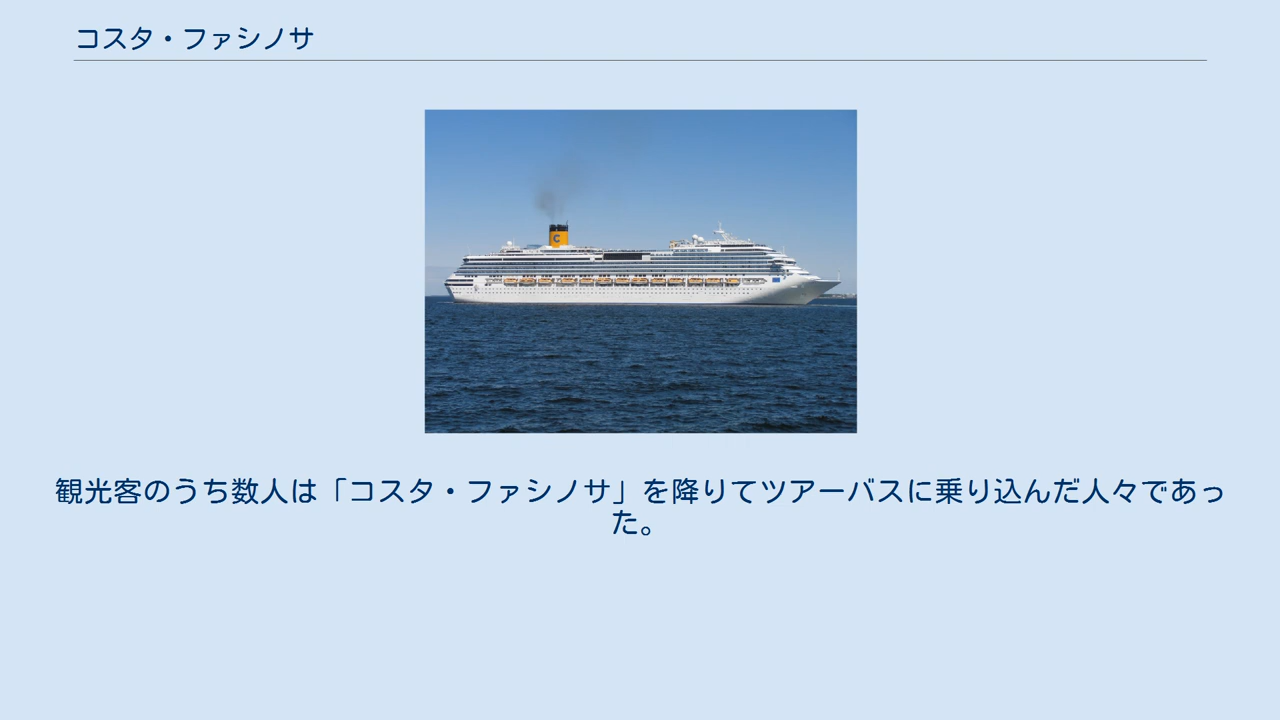 コスタ・ファシノサ
C
観光客のうち数人は「コスタ・ファシノサ」を降りてツアーバスに乗り込んだ人々であっ
た。